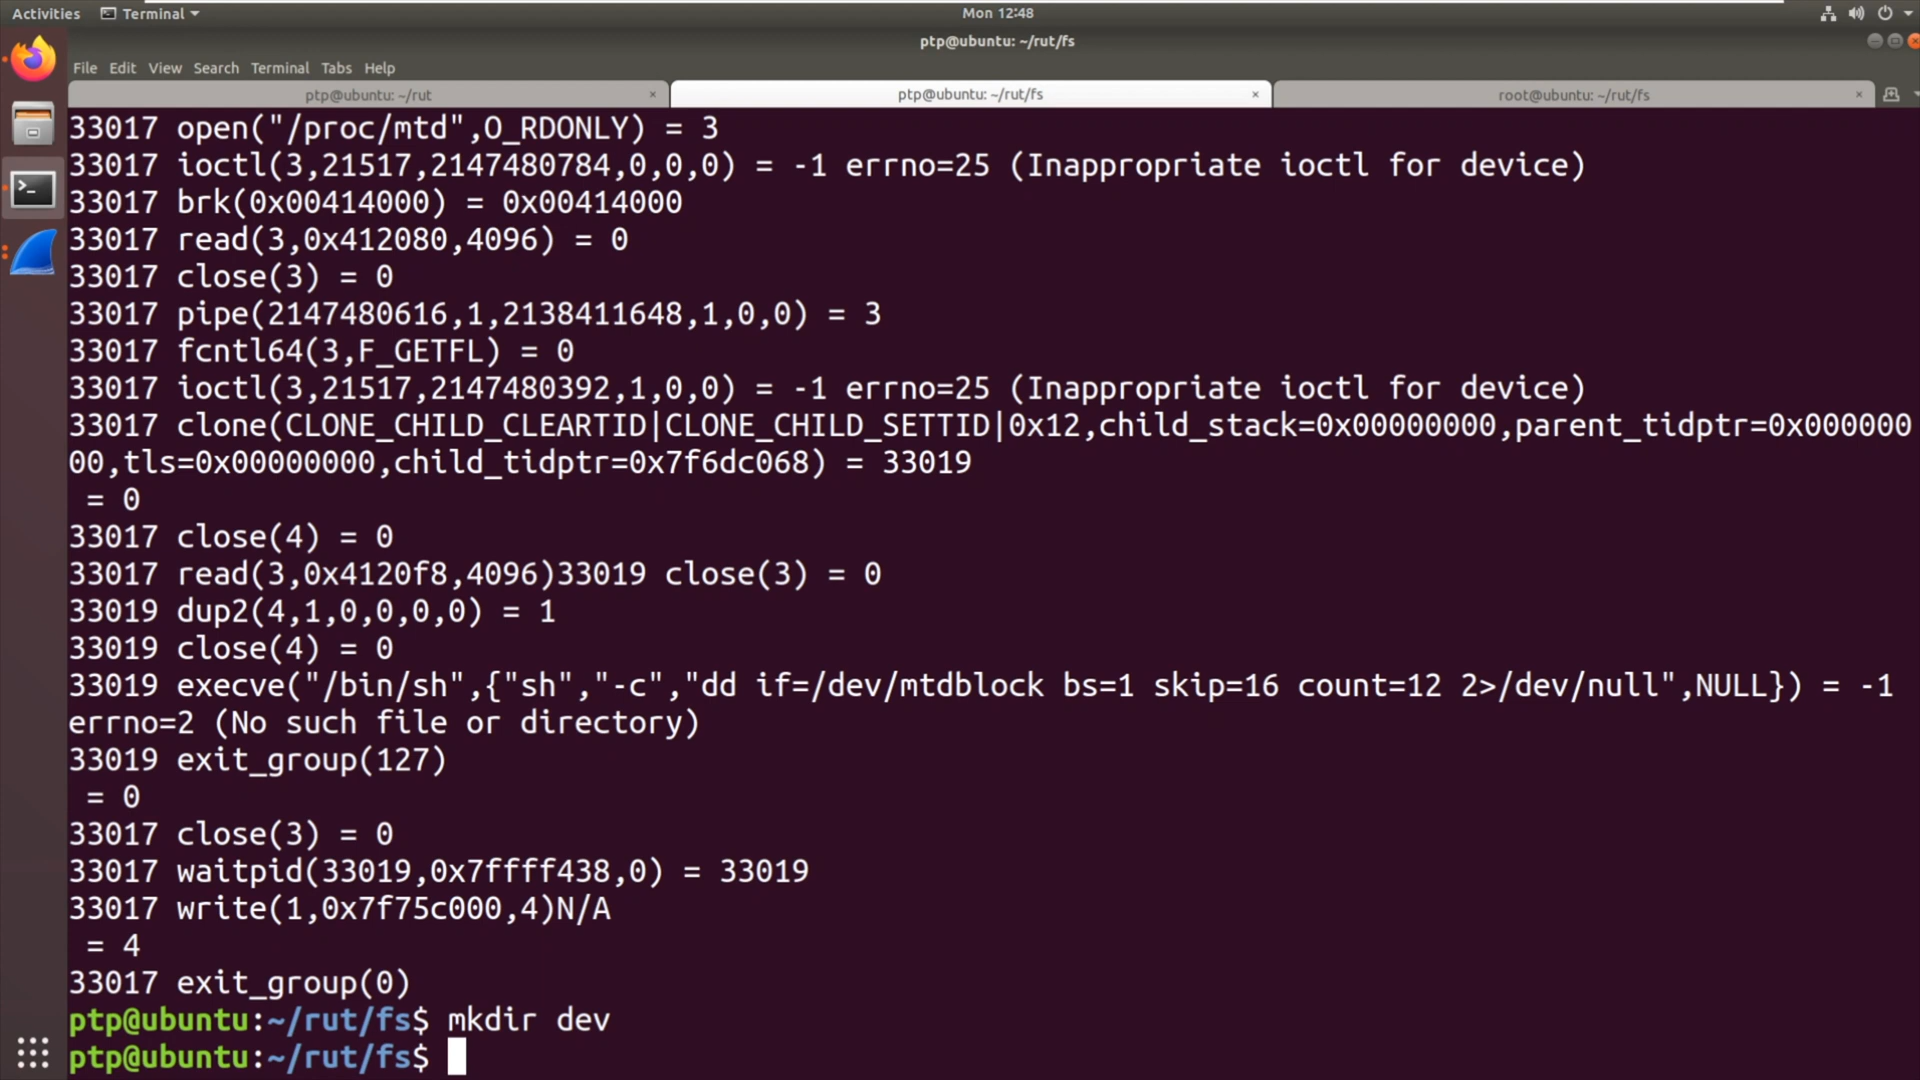 Activities Terminal Mon 12:48
ptp@ubuntu: ~/rut/fs
File Edit View Search Terminal Tabs Help
ptp@ubuntu: ~/rut × ptp@ubuntu: ~/rut/fs × root@ubuntu: ~/rut/fs ×
33017 open("/proc/mtd",O_RDONLY) = 3
33017 ioctl(3,21517,2147480784,0,0,0) = -1 errno=25 (Inappropriate ioctl for device)
33017 brk(0x00414000) = 0x00414000
33017 read(3,0x412080,4096) = 0
33017 close(3) = 0
33017 pipe(2147480616,1,2138411648,1,0,0) = 3
33017 fcntl64(3,F_GETFL) = 0
33017 ioctl(3,21517,2147480392,1,0,0) = -1 errno=25 (Inappropriate ioctl for device)
33017 clone(CLONE_CHILD_CLEARTID|CLONE_CHILD_SETTID|0x12,child_stack=0x00000000,parent_tidptr=0x000000
00,tls=0x00000000,child_tidptr=0x7f6dc068) = 33019
= 0
33017 close(4) = 0
33017 read(3,0x4120f8,4096)33019 close(3) = 0
33019 dup2(4,1,0,0,0,0) = 1
33019 close(4) = 0
33019 execve("/bin/sh",{"sh","-c","dd if=/dev/mtdblock bs=1 skip=16 count=12 2>/dev/null",NULL}) = -1
errno=2 (No such file or directory)
33019 exit_group(127)
= 0
33017 close(3) = 0
33017 waitpid(33019,0x7ffff438,0) = 33019
33017 write(1,0x7f75c000,4)N/A
= 4
33017 exit_group(0)
ptp@ubuntu:~/rut/fs$ mkdir dev
ptp@ubuntu:~/rut/fs$